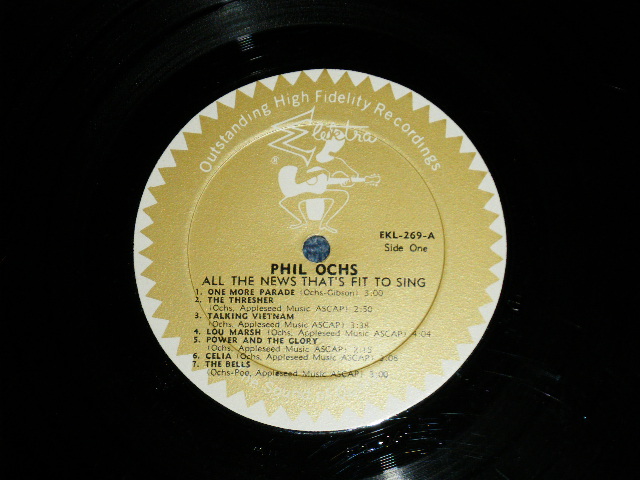 Outstanding High Fidelity Recordings
Elektra
®
EKL-269-A
Side One
PHIL OCHS
ALL THE NEWS THAT'S FIT TO SING
1. ONE MORE PARADE (Ochs-Gibson) 3:00
2. THE THRESHER
(Ochs, Appleseed Music ASCAP) 2:50
3. TALKING VIETNAM
(Ochs, Appleseed Music ASCAP) 3:38
4. LOU MARSH (Ochs, Appleseed Music ASCAP) 4:04
5. POWER AND THE GLORY
(Ochs, Appleseed Music ASCAP) 2:15
6. CELIA (Ochs, Appleseed Music ASCAP) 3:08
7. THE BELLS
(Ochs-Poe, Appleseed Music ASCAP) 3:00